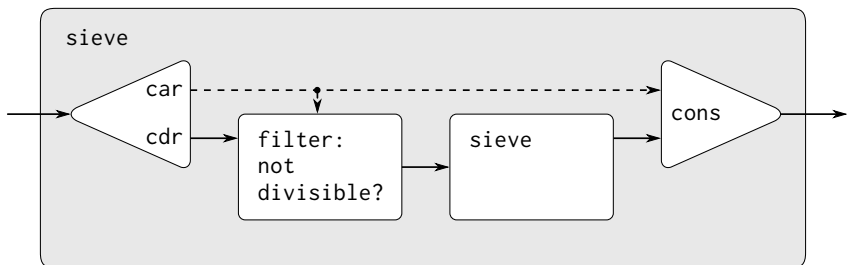 sieve
car
cdr
filter:
not
divisible?
sieve
cons